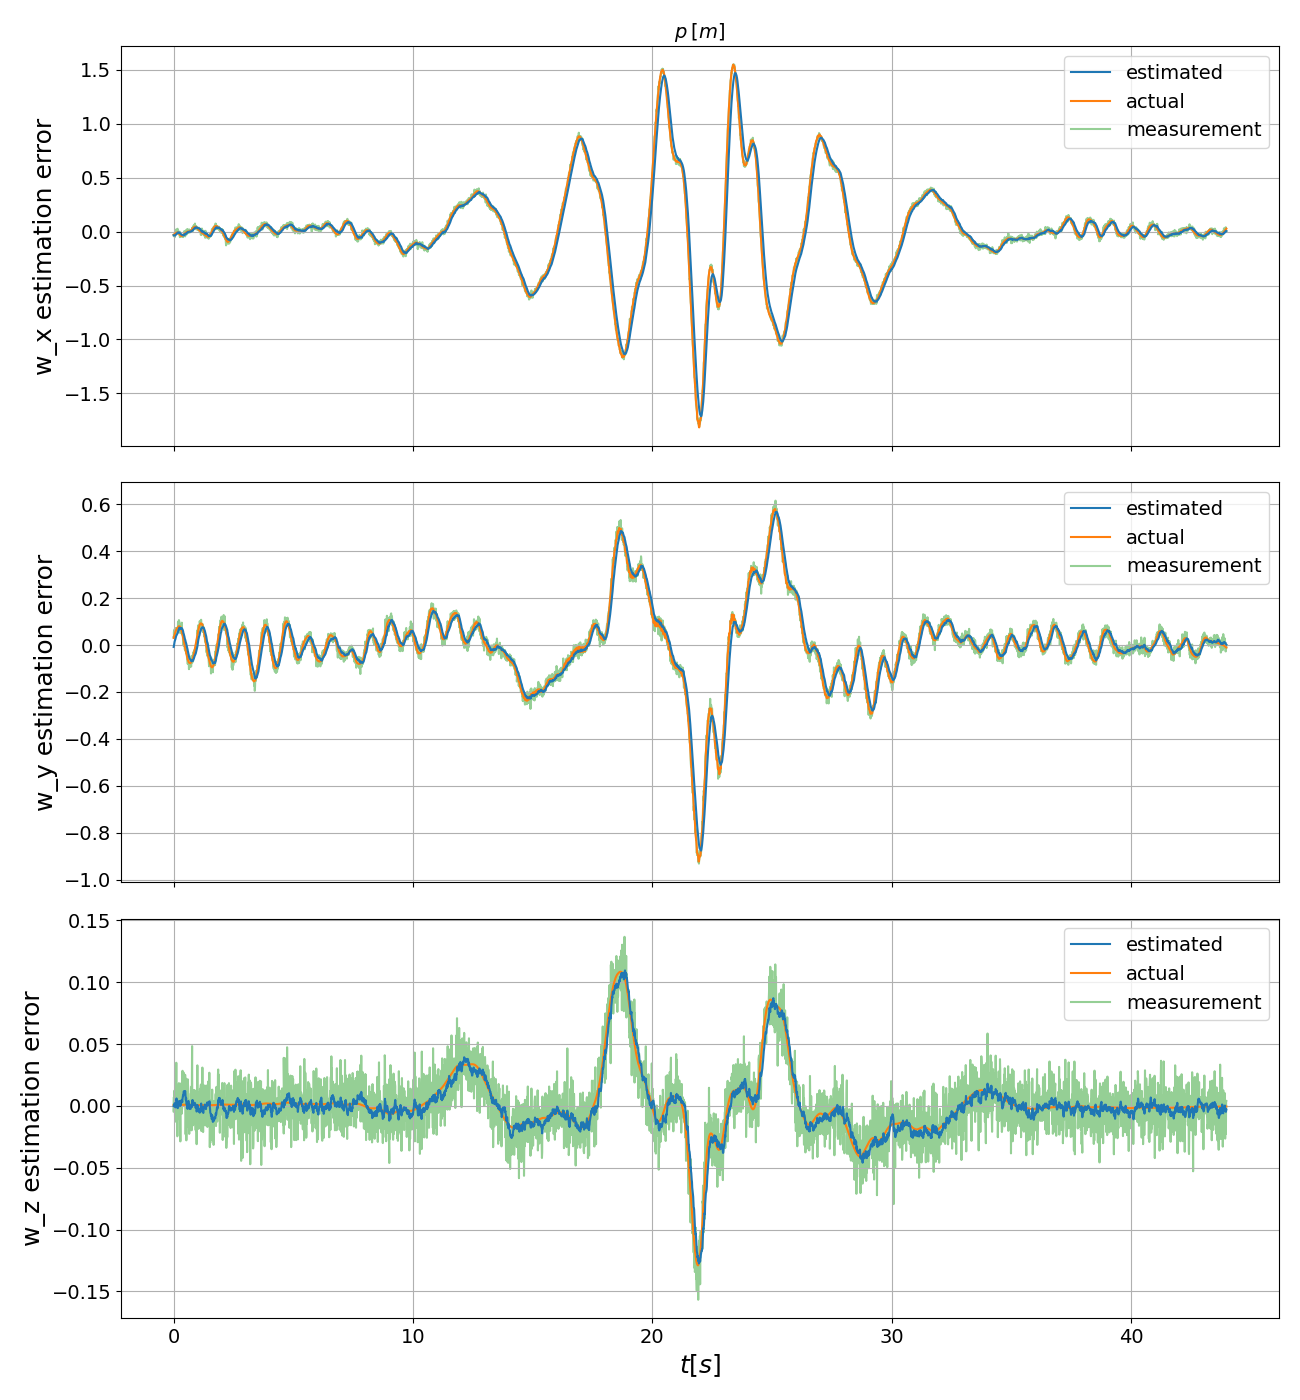 p [m]
1.5
1.0
0.5
0.0
−0.5
−1.0
−1.5
w_x estimation error
estimated
actual
measurement
0.6
0.4
0.2
0.0
−0.2
−0.4
−0.6
−0.8
−1.0
w_y estimation error
estimated
actual
measurement
0.15
0.10
0.05
0.00
−0.05
−0.10
−0.15
w_z estimation error
estimated
actual
measurement
0 10 20 30 40
t[s]